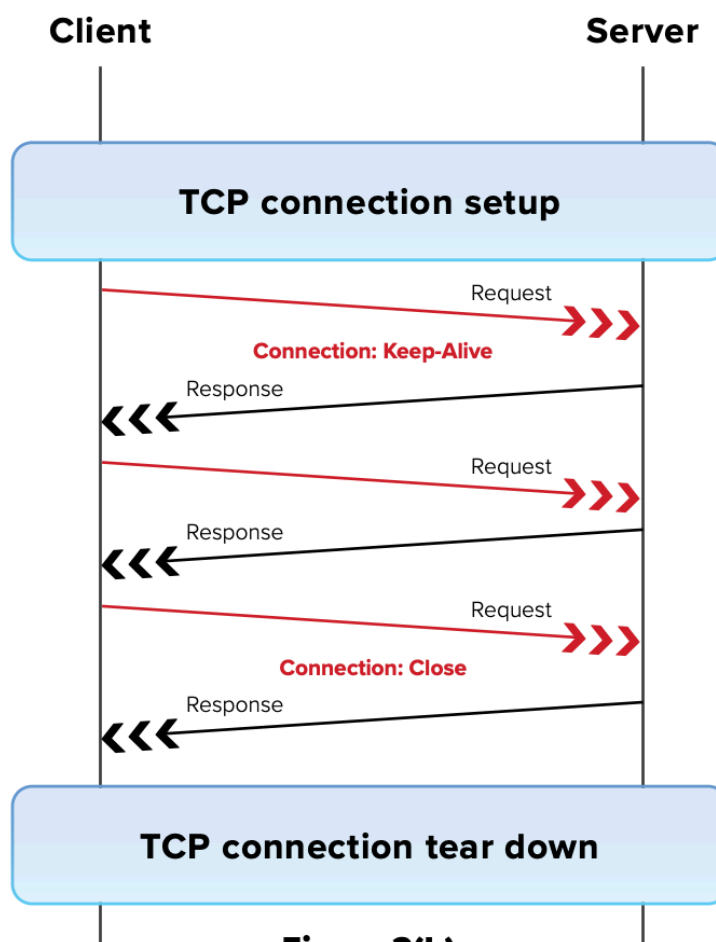 Client
Server
TCP connection setup
Request
Connection: Keep-Alive
Response
Request
Response
Request
Connection: Close
Response
TCP connection tear down